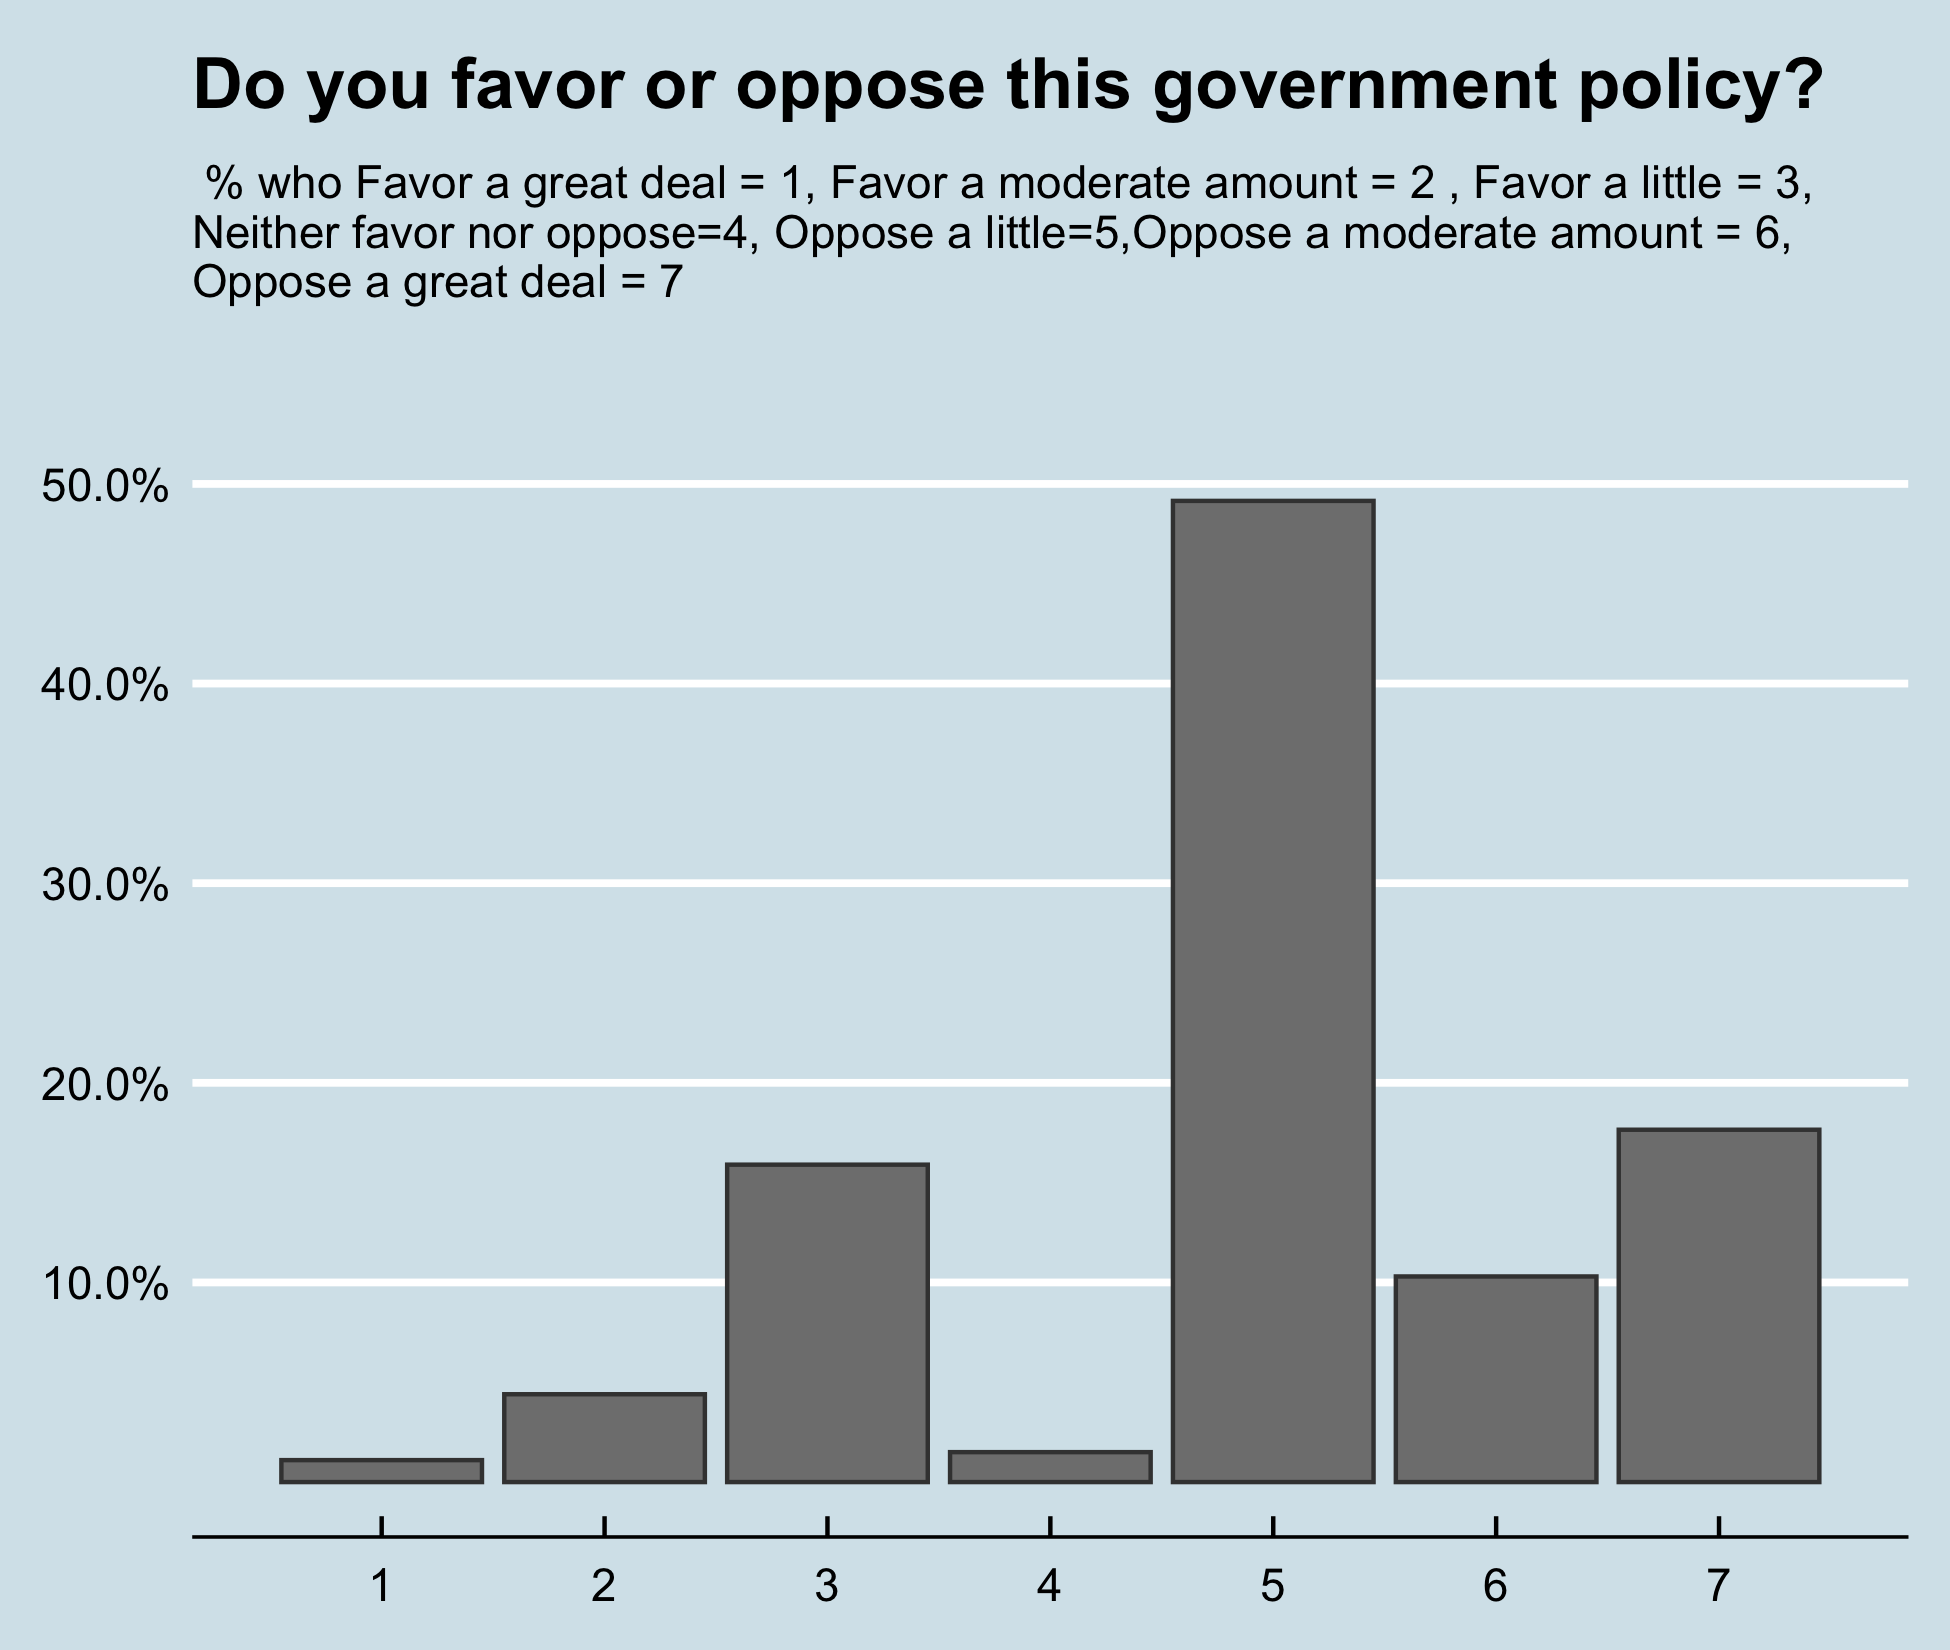 Do you favor or oppose this government policy?
% who Favor a great deal = 1, Favor a moderate amount = 2 , Favor a little = 3,
Neither favor nor oppose=4, Oppose a little=5,Oppose a moderate amount = 6,
Oppose a great deal = 7
50.0%
40.0%
30.0%
20.0%
10.0%
1 2 3 4 5 6 7